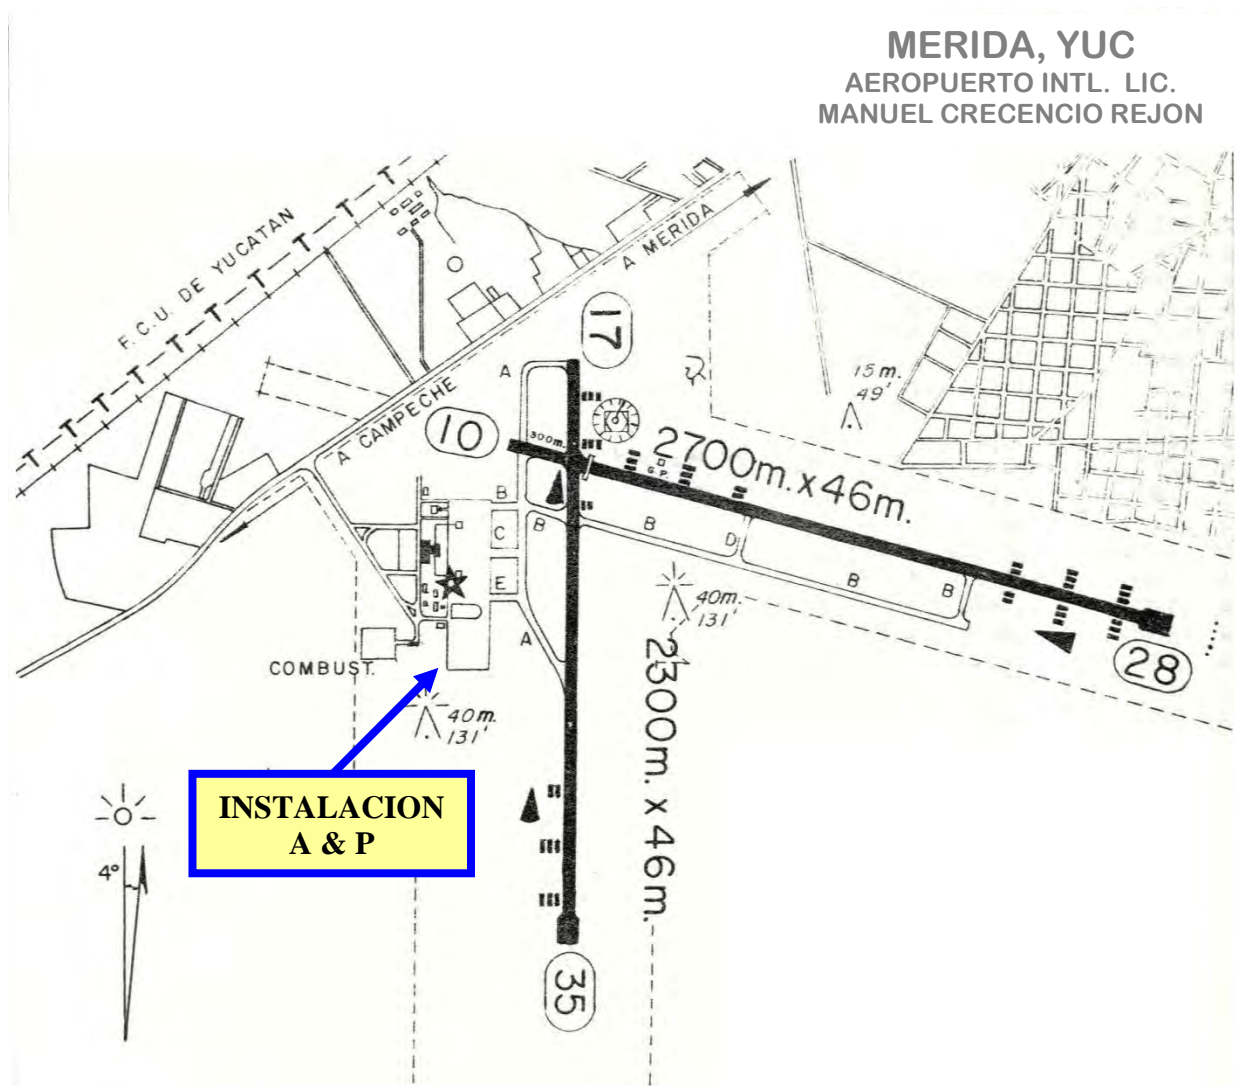 MERIDA, YUC
AEROPUERTO INTL. LIC.
MANUEL CRECENCIO REJON
F.C.U. DE YUCATAN
T T T T T T T T T T T
A MERIDA
17
15 m.
49'
A
A CAMPECHE
10
300m.
2700m. x 46m.
G.P.
B
B
B
C
D
E
B
B
40m.
131'
A
28
COMBUST.
40m.
131'
2300m. x 46m.
INSTALACION
A & P
4°
35